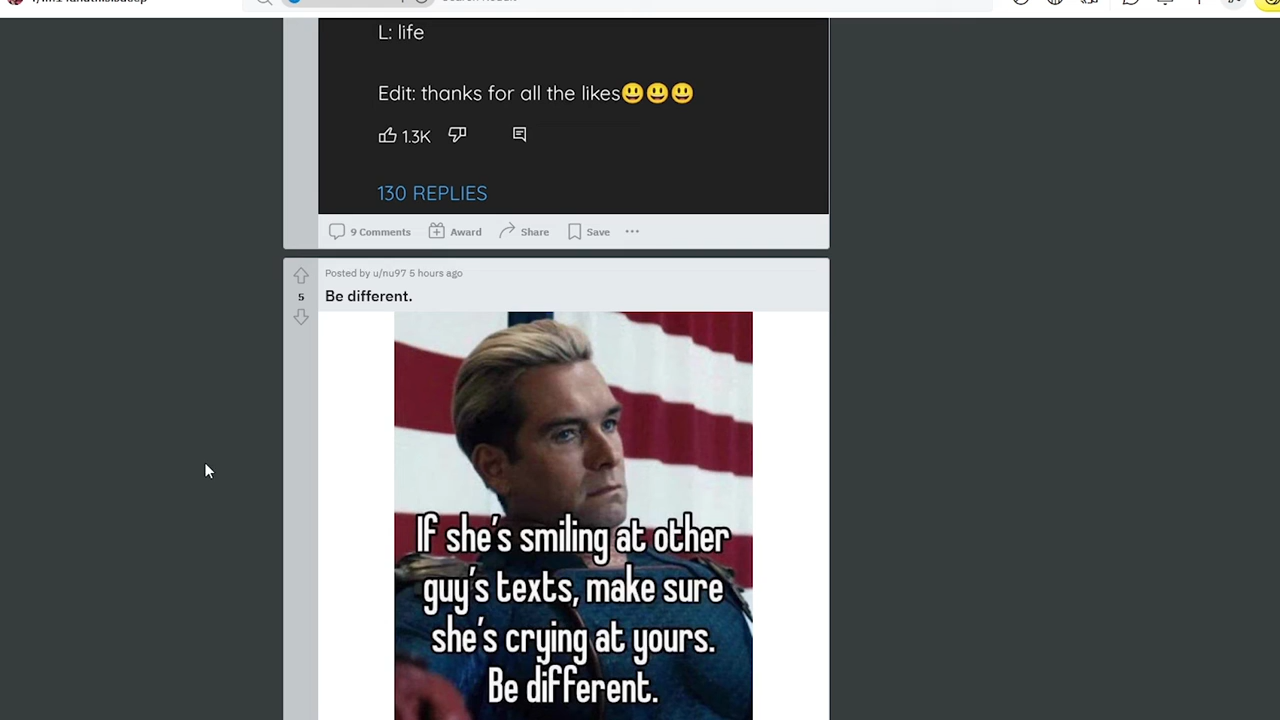 L: life
Edit: thanks for all the likes😃😃😃
1.3K
130 REPLIES
9 Comments Award Share Save
Posted by u/nu97 5 hours ago
5
Be different.
If she's smiling at other
guy's texts, make sure
she's crying at yours.
Be different.